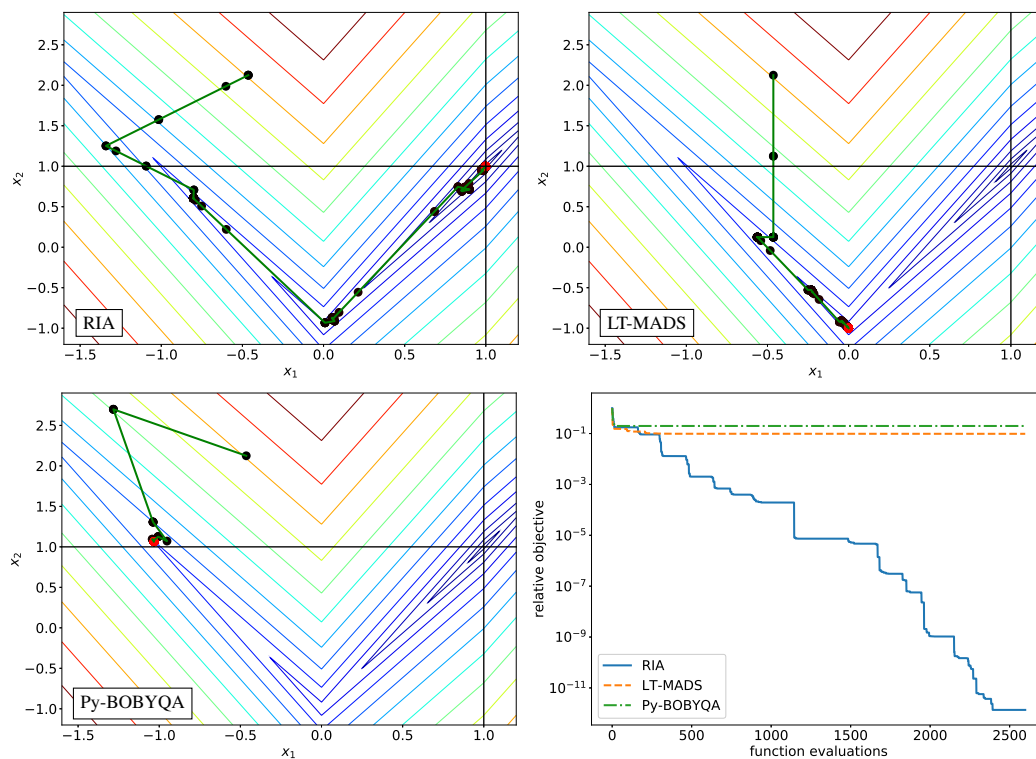 2.5
2.0
1.5
1.0
0.5
0.0
−0.5
−1.0
x2
RIA
−1.5 −1.0 −0.5 0.0 0.5 1.0
x1
2.5
2.0
1.5
1.0
0.5
0.0
−0.5
−1.0
x2
LT-MADS
−1.5 −1.0 −0.5 0.0 0.5 1.0
x1
2.5
2.0
1.5
1.0
0.5
0.0
−0.5
−1.0
x2
Py-BOBYQA
−1.5 −1.0 −0.5 0.0 0.5 1.0
x1
10−1
10−3
10−5
10−7
10−9
10−11
relative objective
RIA
LT-MADS
Py-BOBYQA
0 500 1000 1500 2000 2500
function evaluations